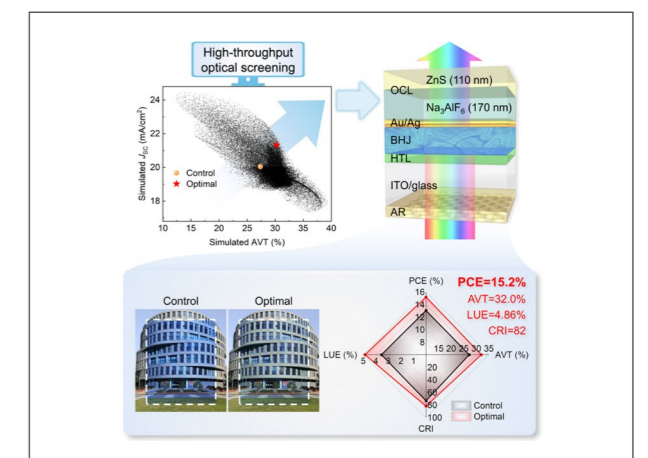 High-throughput
optical screening
24
22
20
18
Simulated JSC (mA/cm²)
Control
Optimal
10 15 20 25 30 35 40
Simulated AVT (%)
ZnS (110 nm)
OCL
Na₃AlF₆ (170 nm)
Au/Ag
BHJ
HTL
ITO/glass
AR
Control
Optimal
PCE (%)
16
14
12
10
8
PCE=15.2%
AVT=32.0%
LUE=4.86%
CRI=82
LUE (%)
5 4 3 2 1
15 20 25 30 35
AVT (%)
20
40
60
80
100
CRI
Control
Optimal